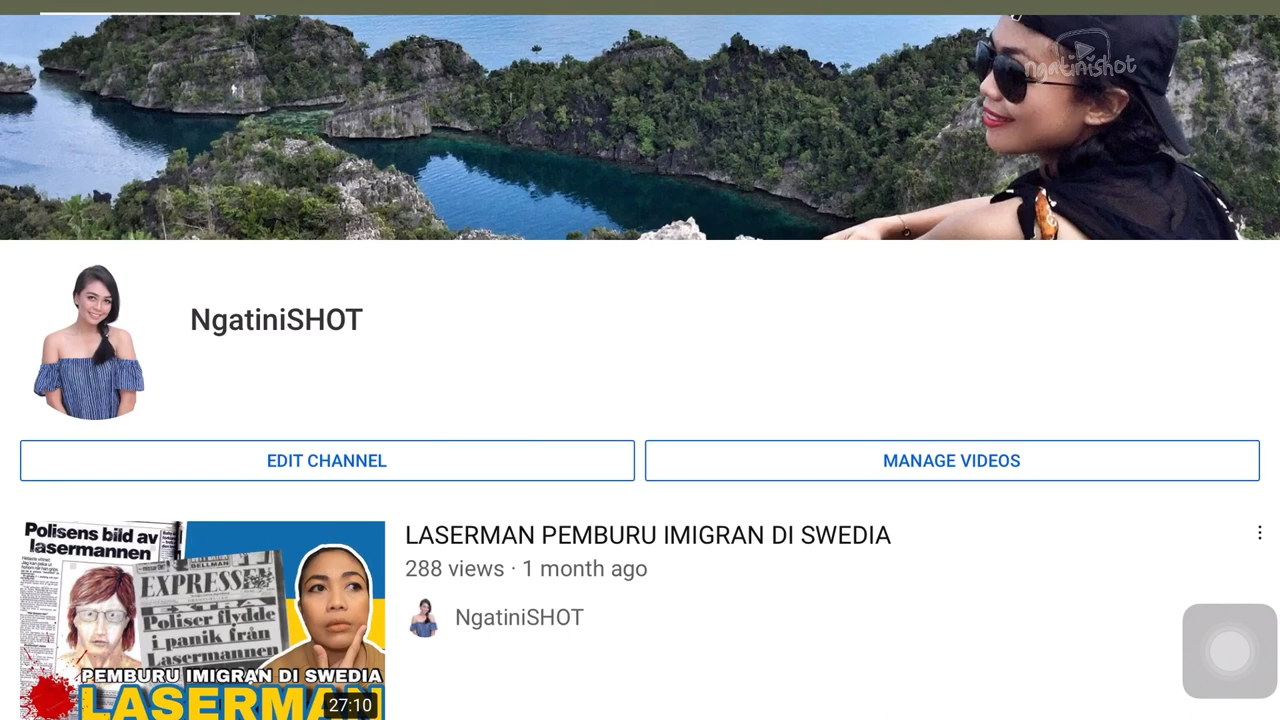 ngatinishot
NgatiniSHOT
EDIT CHANNEL
MANAGE VIDEOS
Polisens bild av
lasermannen
BELLMAN
EXPRESSEN
Poliser flydde
i panik från
Lasermannen
PEMBURU IMIGRAN DI SWEDIA
LASERMAN
27:10
LASERMAN PEMBURU IMIGRAN DI SWEDIA
288 views · 1 month ago
NgatiniSHOT